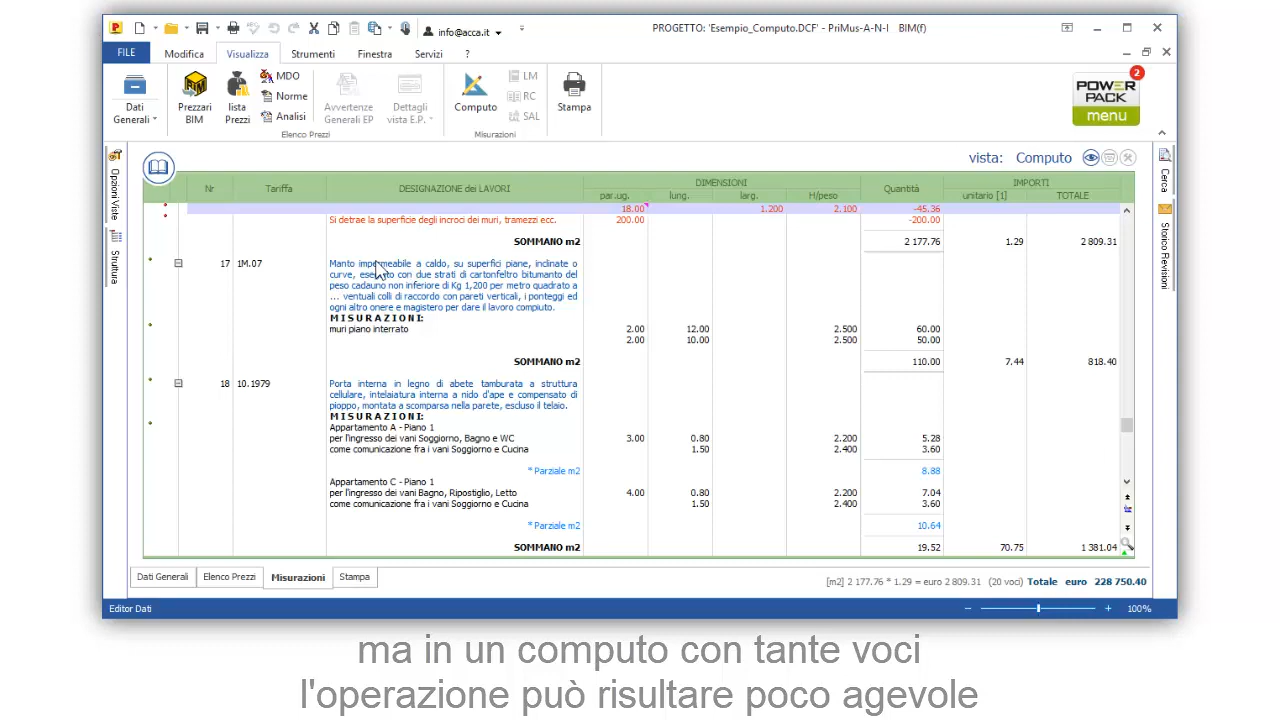 info@acca.it
PROGETTO: 'Esempio_Computo.DCF' - PriMus-A-N-I BIM(f)
FILE Modifica Visualizza Strumenti Finestra Servizi ?
Dati Generali
Prezzari BIM
lista Prezzi
MDO
Norme
Analisi
Avvertenze Generali EP
Dettagli vista E.P.
Computo
LM
RC
SAL
Stampa
Elenco Prezzi
Misurazioni
2
POWER PACK
menu
Opzioni Viste
Struttura
vista: Computo
Cerca
Storico Revisioni
DIMENSIONI IMPORTI
Nr Tariffa DESIGNAZIONE dei LAVORI par.ug. lung. larg. H/peso Quantità unitario [1] TOTALE
18.00 1.200 2.100 -45.36
Si detrae la superficie degli incroci dei muri, tramezzi ecc. 200.00 -200.00
SOMMANO m2 2 177.76 1.29 2 809.31
17 1M.07 Manto impermeabile a caldo, su superfici piane, inclinate o
curve, eseguito con due strati di cartonfeltro bitumanto del
peso cadauno non inferiore di Kg 1,200 per metro quadrato a
... ventuali colli di raccordo con pareti verticali, i ponteggi ed
ogni altro onere e magistero per dare il lavoro compiuto.
MISURAZIONI:
muri piano interrato 2.00 12.00 2.500 60.00
2.00 10.00 2.500 50.00
SOMMANO m2 110.00 7.44 818.40
18 10.1979 Porta interna in legno di abete tamburata a struttura
cellulare, intelaiatura interna a nido d'ape e compensato di
pioppo, montata a scomparsa nella parete, escluso il telaio.
MISURAZIONI:
Appartamento A - Piano 1
per l'ingresso dei vani Soggiorno, Bagno e WC 3.00 0.80 2.200 5.28
come comunicazione fra i vani Soggiorno e Cucina 1.50 2.400 3.60
* Parziale m2 8.88
Appartamento C - Piano 1
per l'ingresso dei vani Bagno, Ripostiglio, Letto 4.00 0.80 2.200 7.04
come comunicazione fra i vani Soggiorno e Cucina 1.50 2.400 3.60
* Parziale m2 10.64
SOMMANO m2 19.52 70.75 1 381.04
Dati Generali Elenco Prezzi Misurazioni Stampa
[m2] 2 177.76 * 1.29 = euro 2 809.31 (20 voci) Totale euro 228 750.40
Editor Dati 100%
ma in un computo con tante voci
l'operazione può risultare poco agevole